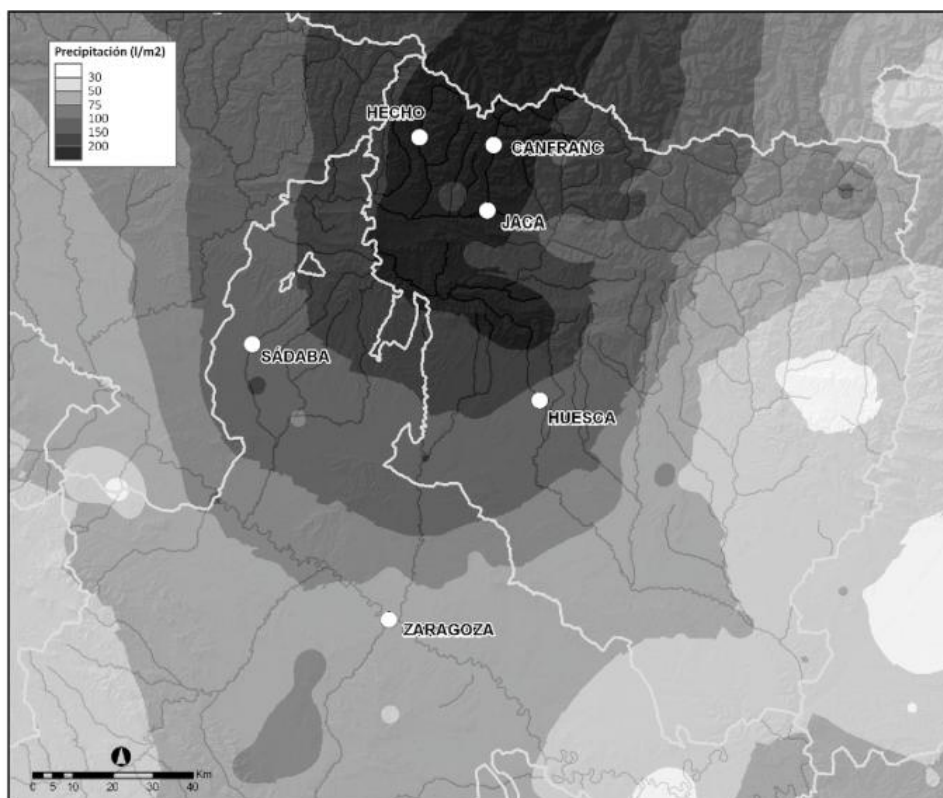 Precipitación (l/m2)
30
50
75
100
150
200
HECHO
CANFRANC
JACA
SÁDABA
HUESCA
ZARAGOZA
Km
0 5 10 20 30 40